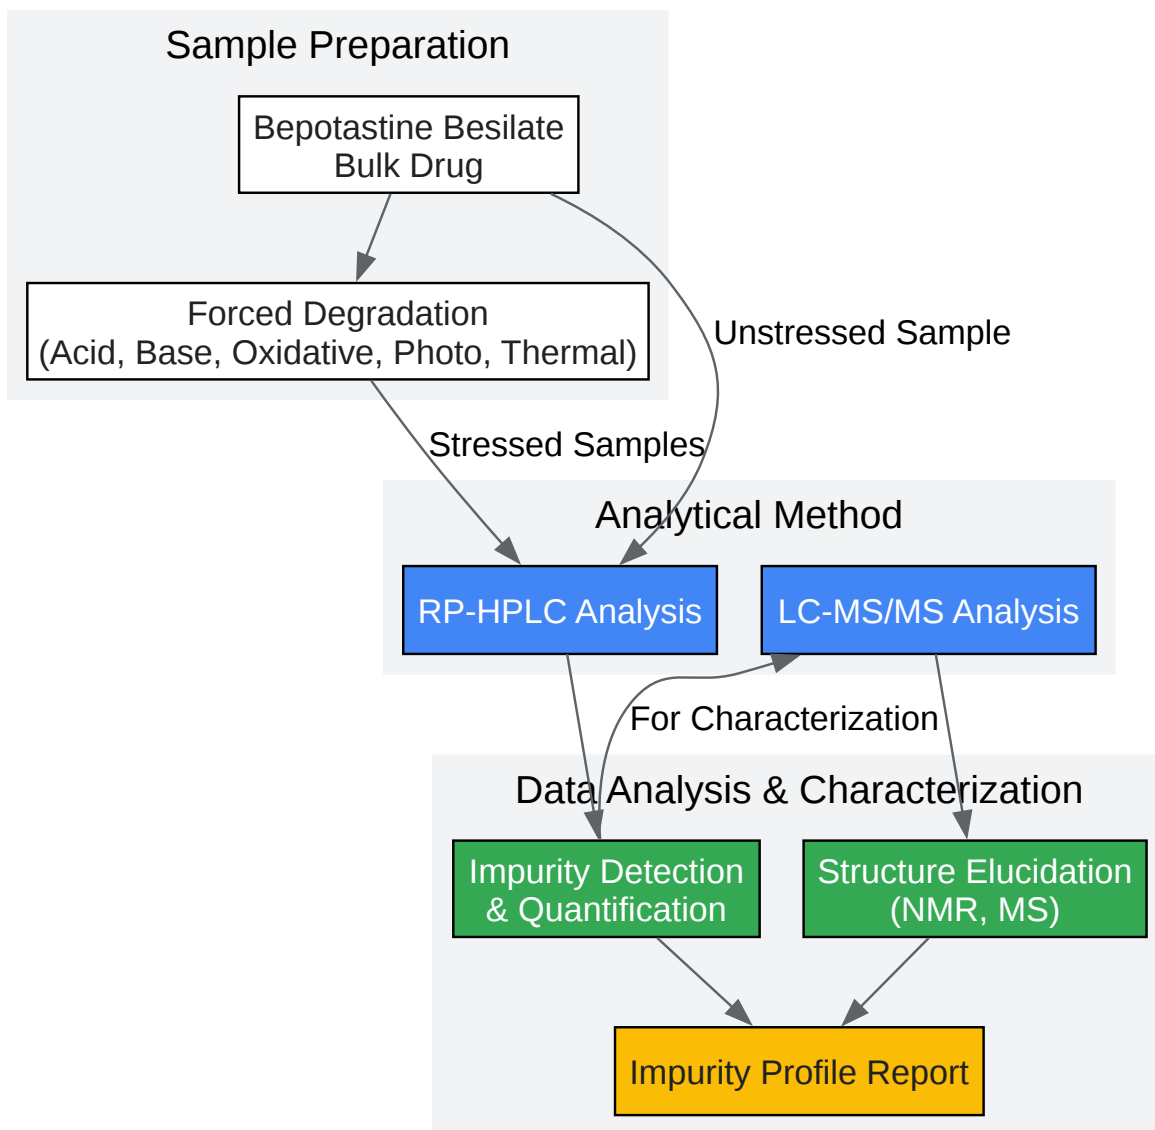 Sample Preparation
Bepotastine Besilate
Bulk Drug
Forced Degradation
(Acid, Base, Oxidative, Photo, Thermal)
Unstressed Sample
Stressed Samples
Analytical Method
RP-HPLC Analysis
LC-MS/MS Analysis
For Characterization
Data Analysis & Characterization
Impurity Detection
& Quantification
Structure Elucidation
(NMR, MS)
Impurity Profile Report